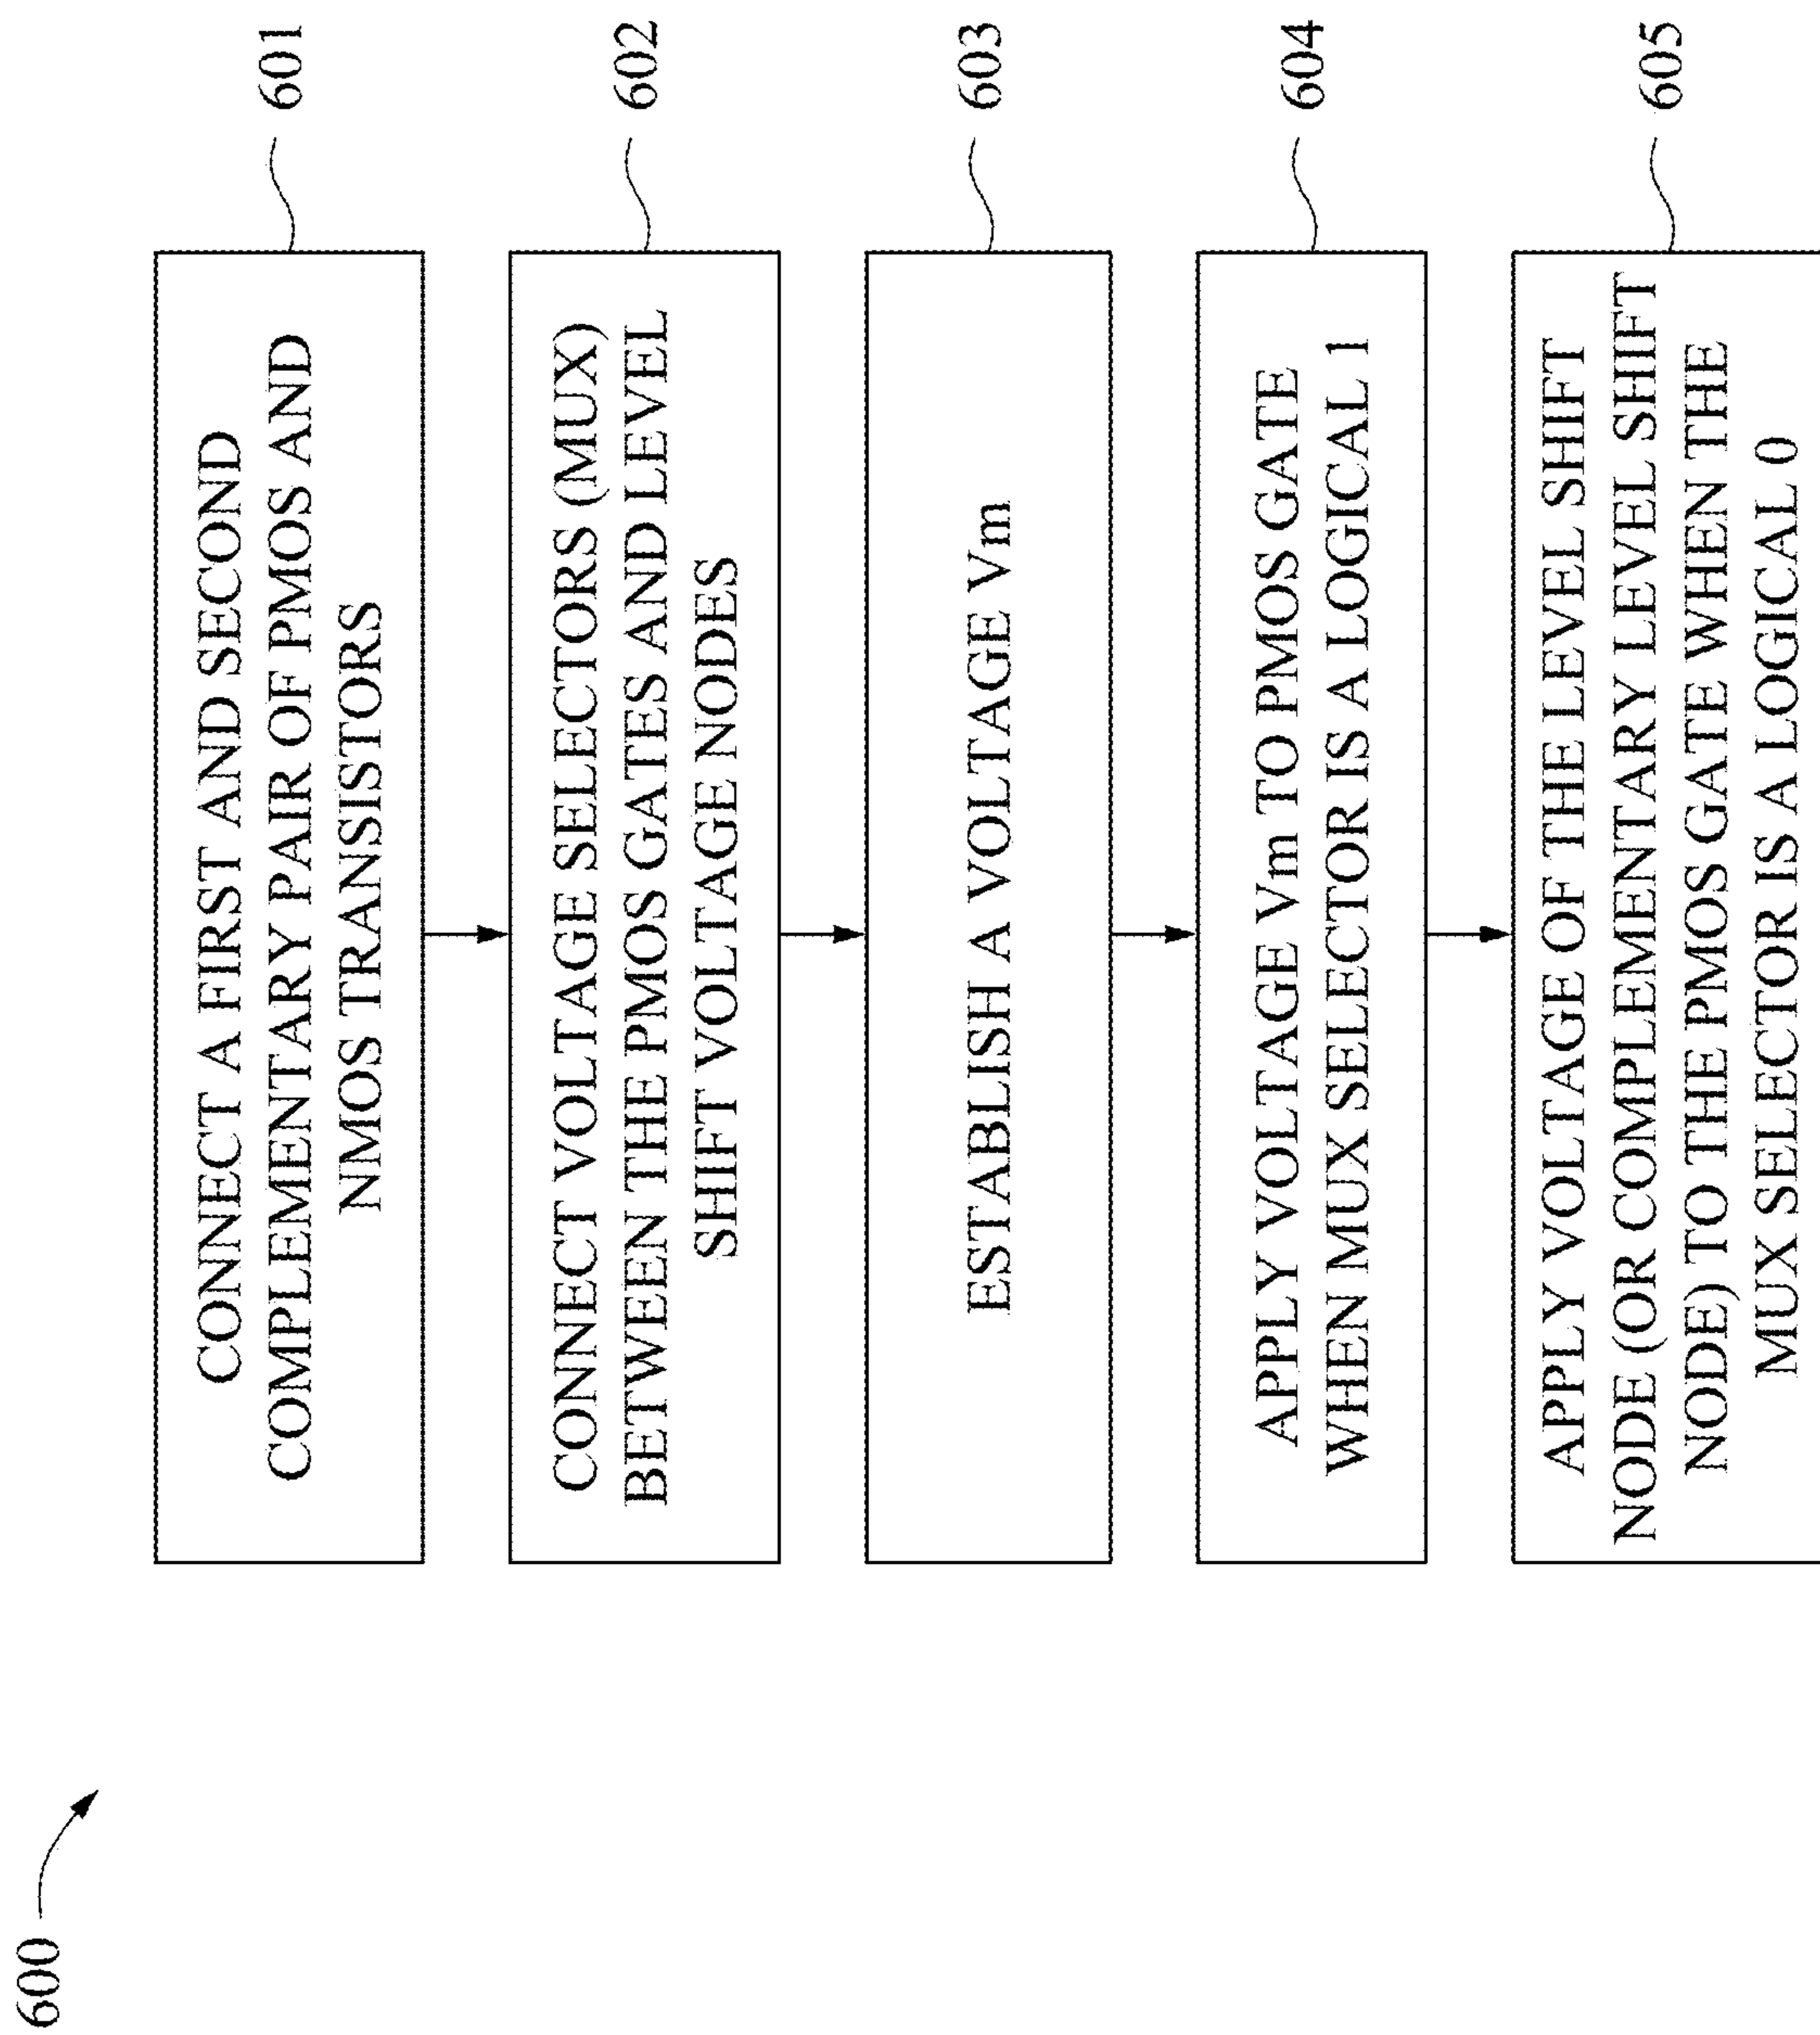 600
CONNECT A FIRST AND SECOND
COMPLEMENTARY PAIR OF PMOS AND
NMOS TRANSISTORS
601
CONNECT VOLTAGE SELECTORS (MUX)
BETWEEN THE PMOS GATES AND LEVEL
SHIFT VOLTAGE NODES
602
ESTABLISH A VOLTAGE Vm
603
APPLY VOLTAGE Vm TO PMOS GATE
WHEN MUX SELECTOR IS A LOGICAL 1
604
APPLY VOLTAGE OF THE LEVEL SHIFT
NODE (OR COMPLEMENTARY LEVEL SHIFT
NODE) TO THE PMOS GATE WHEN THE
MUX SELECTOR IS A LOGICAL 0
605